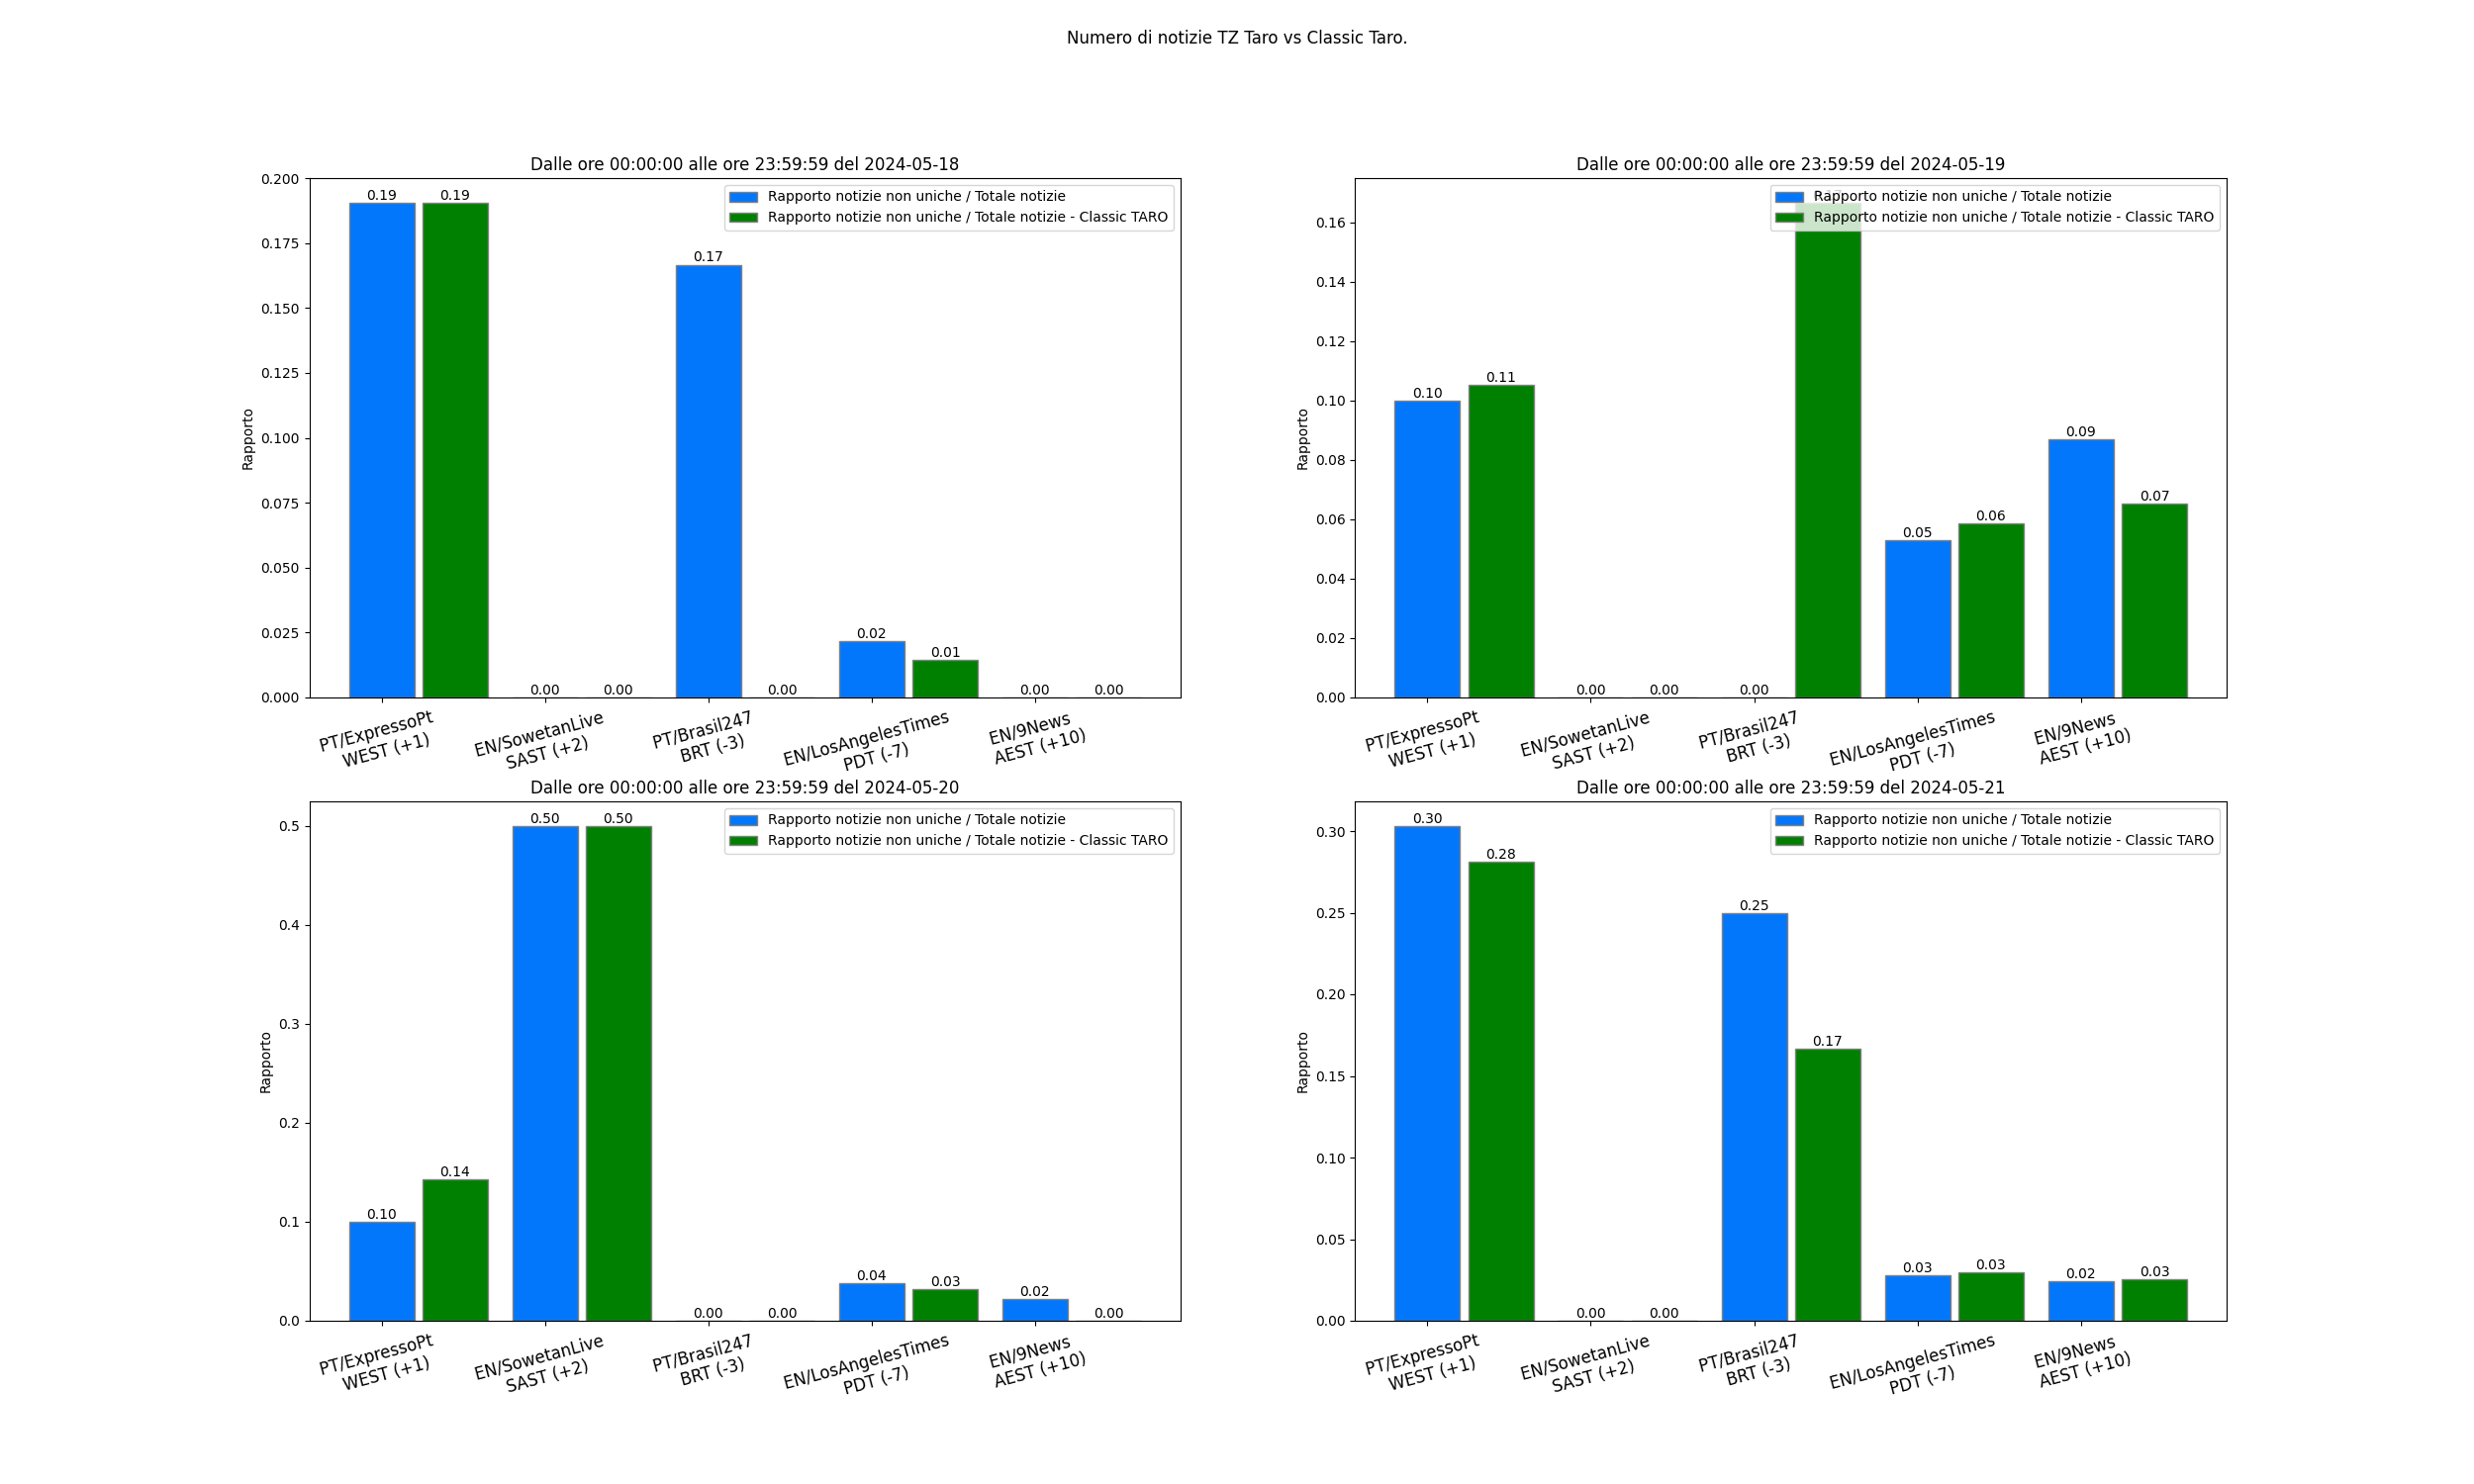 Numero di notizie TZ Taro vs Classic Taro.
Dalle ore 00:00:00 alle ore 23:59:59 del 2024-05-18
Rapporto notizie non uniche / Totale notizie
Rapporto notizie non uniche / Totale notizie - Classic TARO
Rapporto
0.200
0.175
0.150
0.125
0.100
0.075
0.050
0.025
0.000
0.19
0.19
0.00
0.00
0.17
0.00
0.02
0.01
0.00
0.00
PT/ExpressoPt
WEST (+1)
EN/SowetanLive
SAST (+2)
PT/Brasil247
BRT (-3)
EN/LosAngelesTimes
PDT (-7)
EN/9News
AEST (+10)
Dalle ore 00:00:00 alle ore 23:59:59 del 2024-05-19
Rapporto notizie non uniche / Totale notizie
Rapporto notizie non uniche / Totale notizie - Classic TARO
Rapporto
0.16
0.14
0.12
0.10
0.08
0.06
0.04
0.02
0.00
0.10
0.11
0.00
0.00
0.00
0.05
0.06
0.09
0.07
PT/ExpressoPt
WEST (+1)
EN/SowetanLive
SAST (+2)
PT/Brasil247
BRT (-3)
EN/LosAngelesTimes
PDT (-7)
EN/9News
AEST (+10)
Dalle ore 00:00:00 alle ore 23:59:59 del 2024-05-20
Rapporto notizie non uniche / Totale notizie
Rapporto notizie non uniche / Totale notizie - Classic TARO
Rapporto
0.5
0.4
0.3
0.2
0.1
0.0
0.10
0.14
0.50
0.50
0.00
0.00
0.04
0.03
0.02
0.00
PT/ExpressoPt
WEST (+1)
EN/SowetanLive
SAST (+2)
PT/Brasil247
BRT (-3)
EN/LosAngelesTimes
PDT (-7)
EN/9News
AEST (+10)
Dalle ore 00:00:00 alle ore 23:59:59 del 2024-05-21
Rapporto notizie non uniche / Totale notizie
Rapporto notizie non uniche / Totale notizie - Classic TARO
Rapporto
0.30
0.25
0.20
0.15
0.10
0.05
0.00
0.30
0.28
0.00
0.00
0.25
0.17
0.03
0.03
0.02
0.03
PT/ExpressoPt
WEST (+1)
EN/SowetanLive
SAST (+2)
PT/Brasil247
BRT (-3)
EN/LosAngelesTimes
PDT (-7)
EN/9News
AEST (+10)